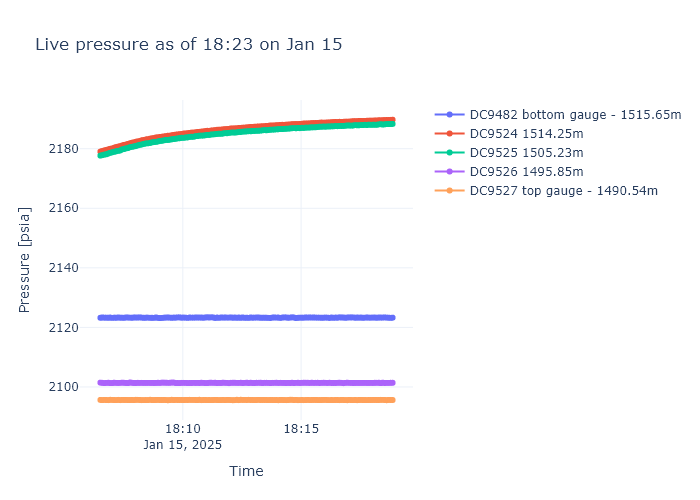 Live pressure as of 18:23 on Jan 15
DC9482 bottom gauge - 1515.65m
DC9524 1514.25m
DC9525 1505.23m
DC9526 1495.85m
DC9527 top gauge - 1490.54m
Pressure [psia]
2180
2160
2140
2120
2100
18:10
Jan 15, 2025
18:15
Time